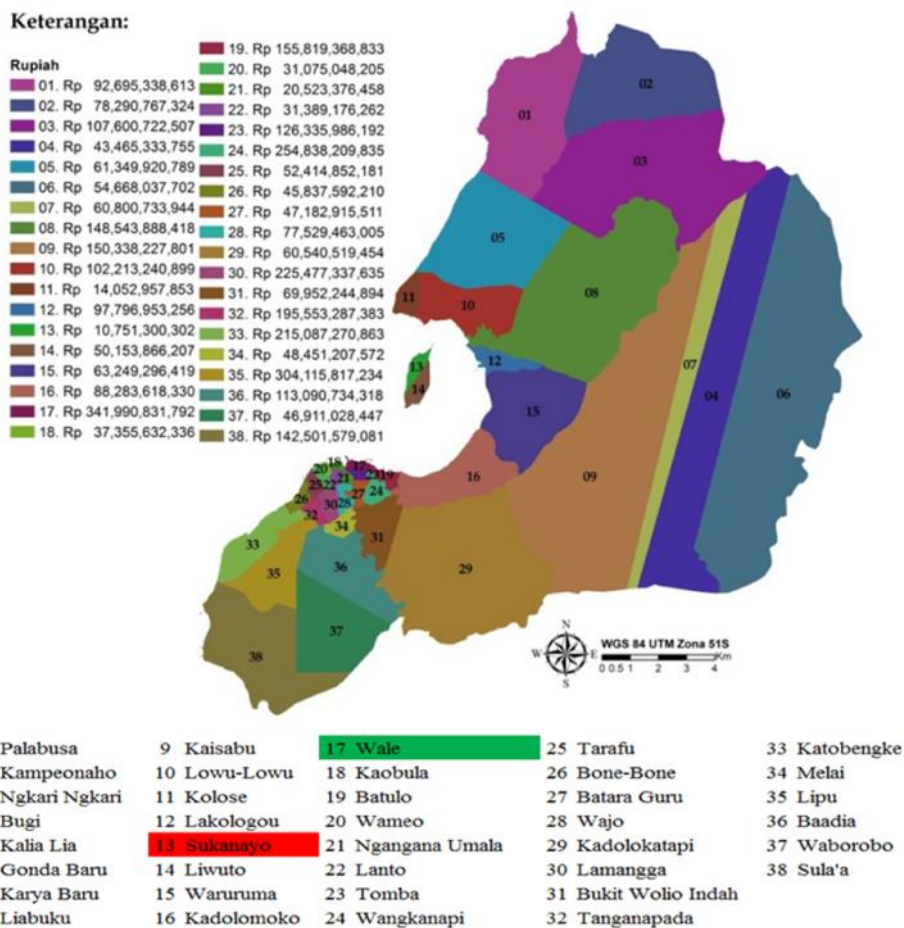 Keterangan:
Rupiah
01. Rp 92,695,338,613
02. Rp 78,290,767,324
03. Rp 107,600,722,507
04. Rp 43,465,333,755
05. Rp 61,349,920,789
06. Rp 54,668,037,702
07. Rp 60,800,733,944
08. Rp 148,543,888,418
09. Rp 150,338,227,801
10. Rp 102,213,240,899
11. Rp 14,052,957,853
12. Rp 97,796,953,256
13. Rp 10,751,300,302
14. Rp 50,153,866,207
15. Rp 63,249,296,419
16. Rp 88,283,618,330
17. Rp 341,990,831,792
18. Rp 37,355,632,336
19. Rp 155,819,368,833
20. Rp 31,075,048,205
21. Rp 20,523,376,458
22. Rp 31,389,176,262
23. Rp 126,335,986,192
24. Rp 254,838,209,835
25. Rp 52,414,852,181
26. Rp 45,837,592,210
27. Rp 47,182,915,511
28. Rp 77,529,463,005
29. Rp 60,540,519,454
30. Rp 225,477,337,635
31. Rp 69,952,244,894
32. Rp 195,553,287,383
33. Rp 215,087,270,863
34. Rp 48,451,207,572
35. Rp 304,115,817,234
36. Rp 113,090,734,318
37. Rp 46,911,028,447
38. Rp 142,501,579,081
01
02
03
05
08
11
10
12
13
14
07
04
06
15
16
09
18
20
17
23
19
25
22
21
27
24
26
30
28
32
34
31
33
35
36
29
37
38
N
W
E
S
WGS 84 UTM Zona 51S
0 0.5 1 2 3 4 Km
Palabusa 9 Kaisabu 17 Wale 25 Tarafu 33 Katobengke
Kampeonaho 10 Lowu-Lowu 18 Kaobula 26 Bone-Bone 34 Melai
Ngkari Ngkari 11 Kolose 19 Batulo 27 Batara Guru 35 Lipu
Bugi 12 Lakologou 20 Wameo 28 Wajo 36 Baadia
Kalia Lia 13 Sukanayo 21 Ngangana Umala 29 Kadolokatapi 37 Waborobo
Gonda Baru 14 Liwuto 22 Lanto 30 Lamangga 38 Sula'a
Karya Baru 15 Waruruma 23 Tomba 31 Bukit Wolio Indah
Liabuku 16 Kadolomoko 24 Wangkanapi 32 Tanganapada